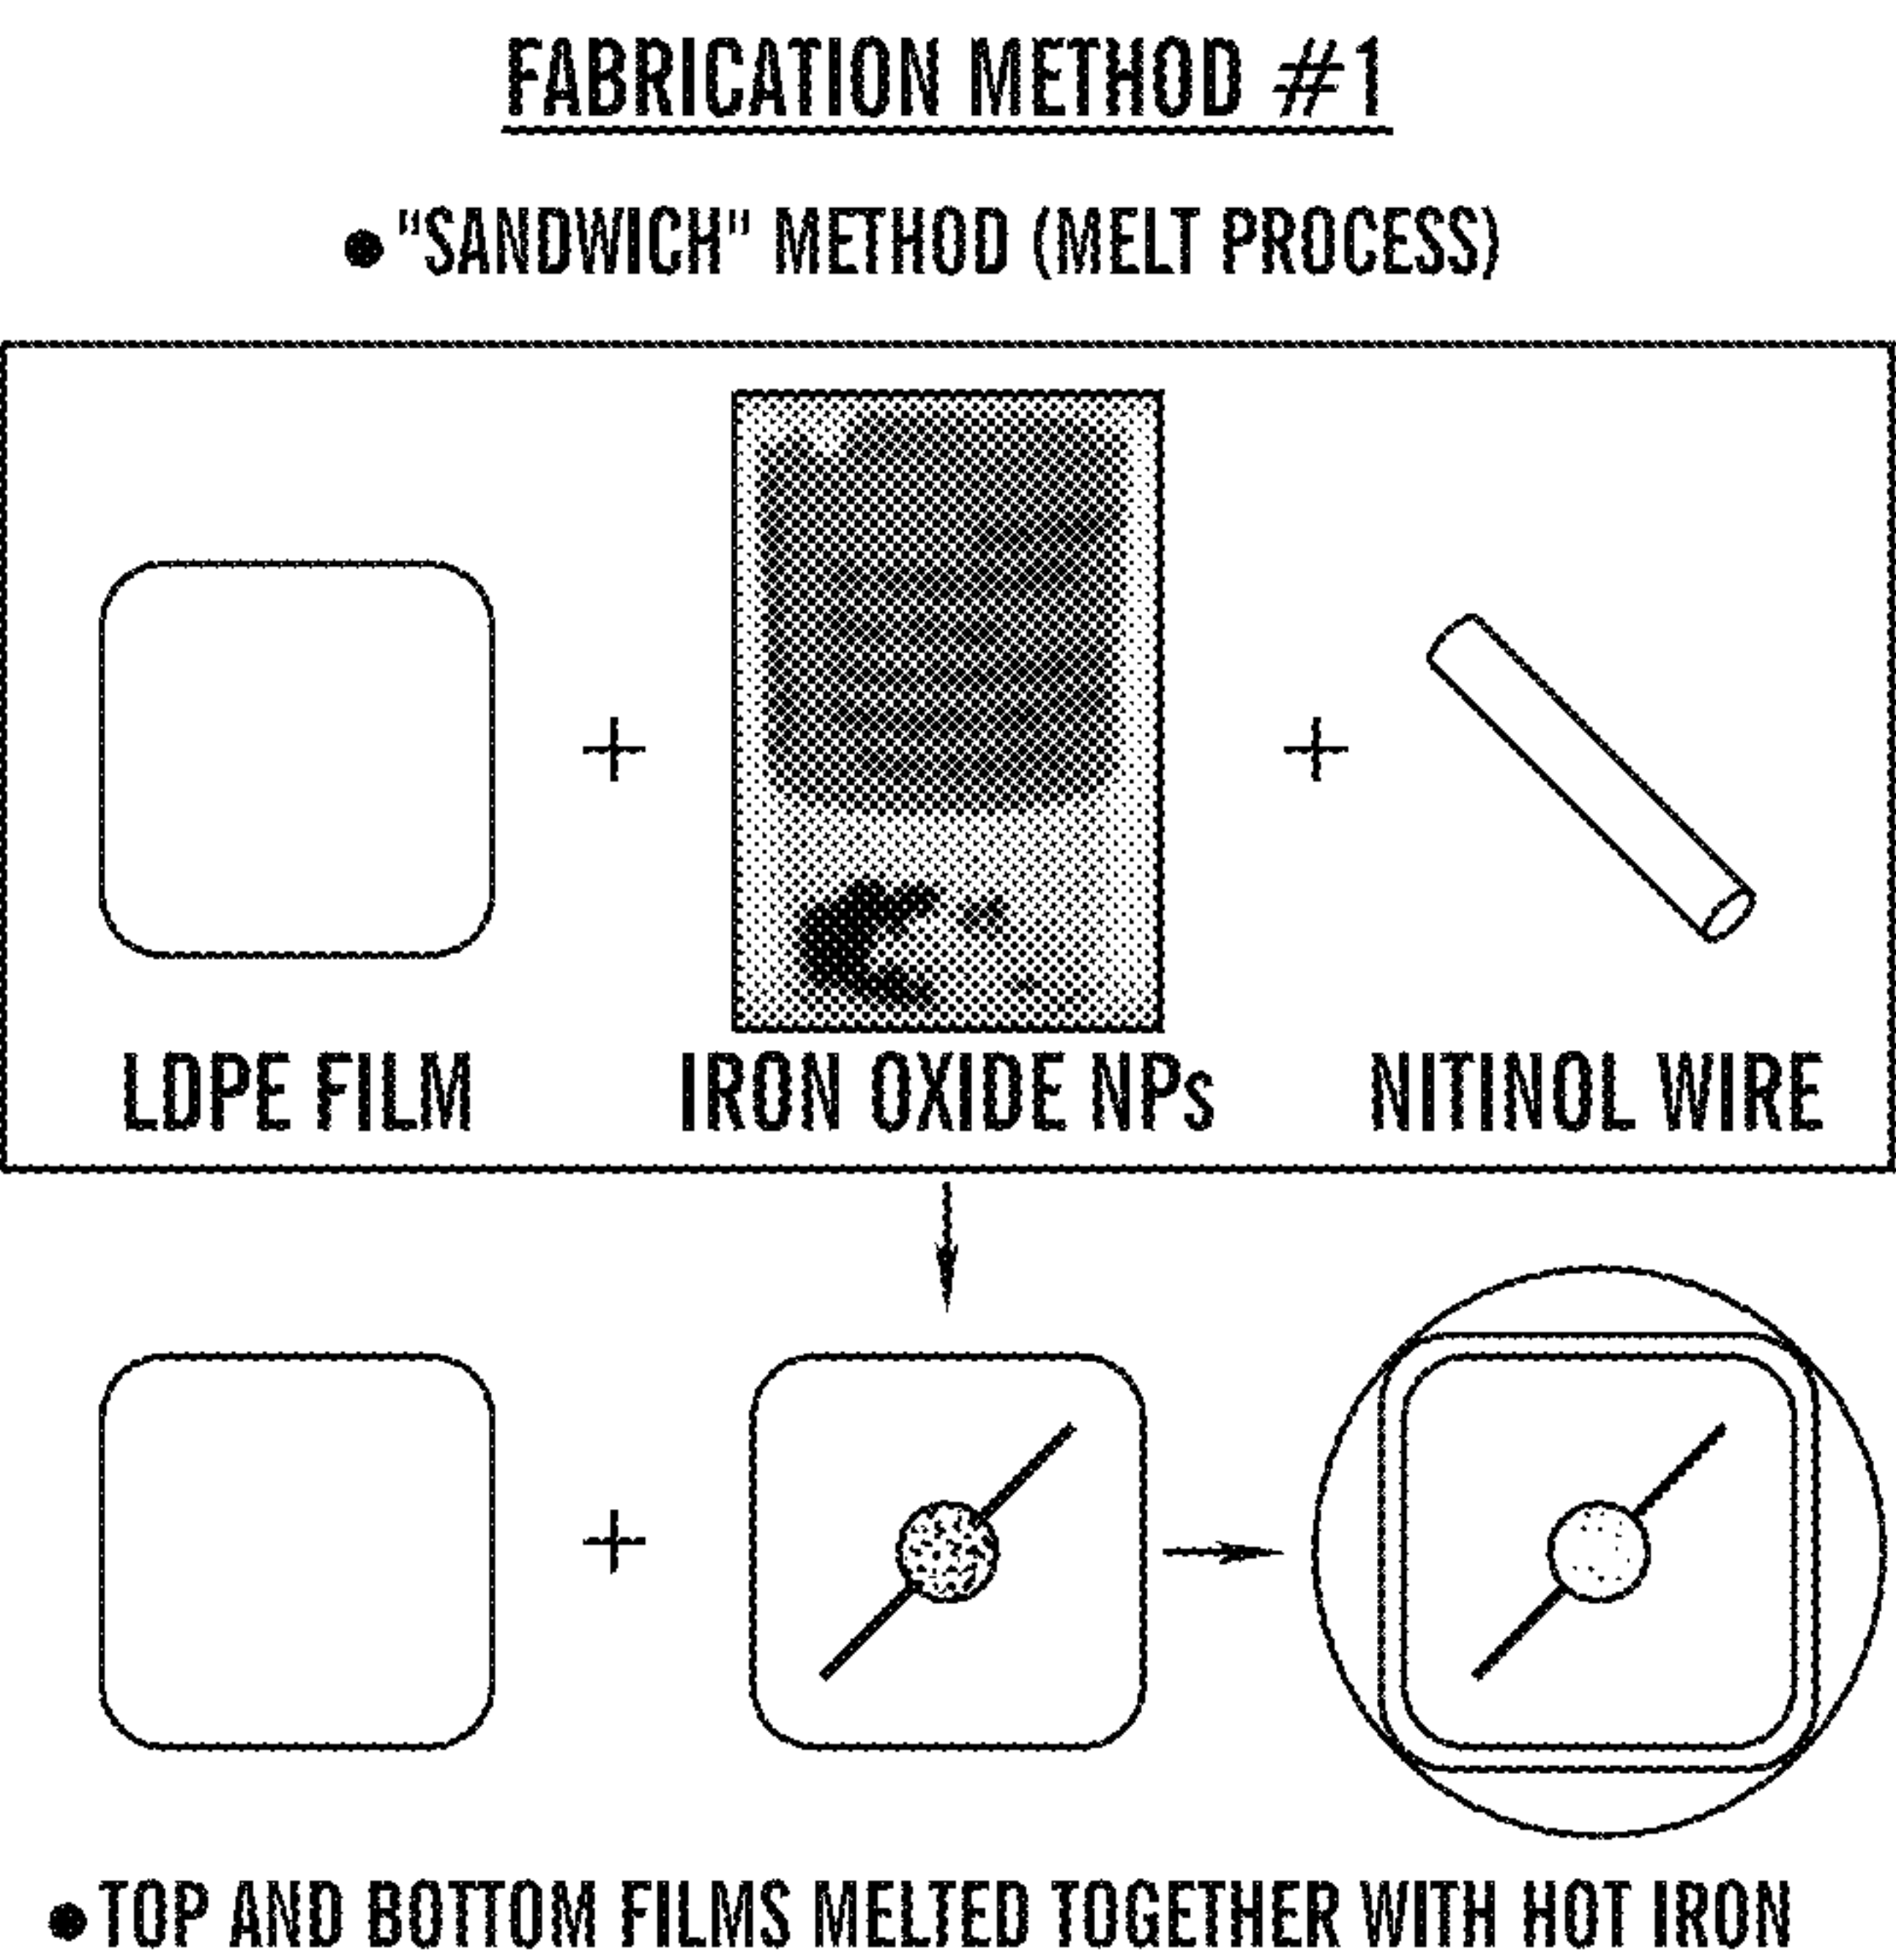 FABRICATION METHOD #1
● "SANDWICH" METHOD (MELT PROCESS)
+
+
LDPE FILM
IRON OXIDE NPs
NITINOL WIRE
+
● TOP AND BOTTOM FILMS MELTED TOGETHER WITH HOT IRON